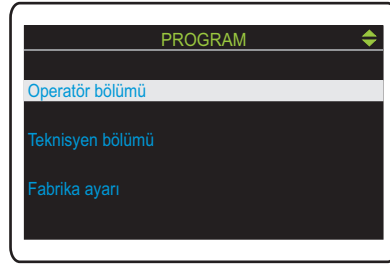 PROGRAM
Operatör bölümü
Teknisyen bölümü
Fabrika ayarı